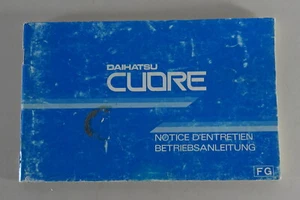 DAIHATSU
CUORE
NOTICE D'ENTRETIEN
BETRIEBSANLEITUNG
FG